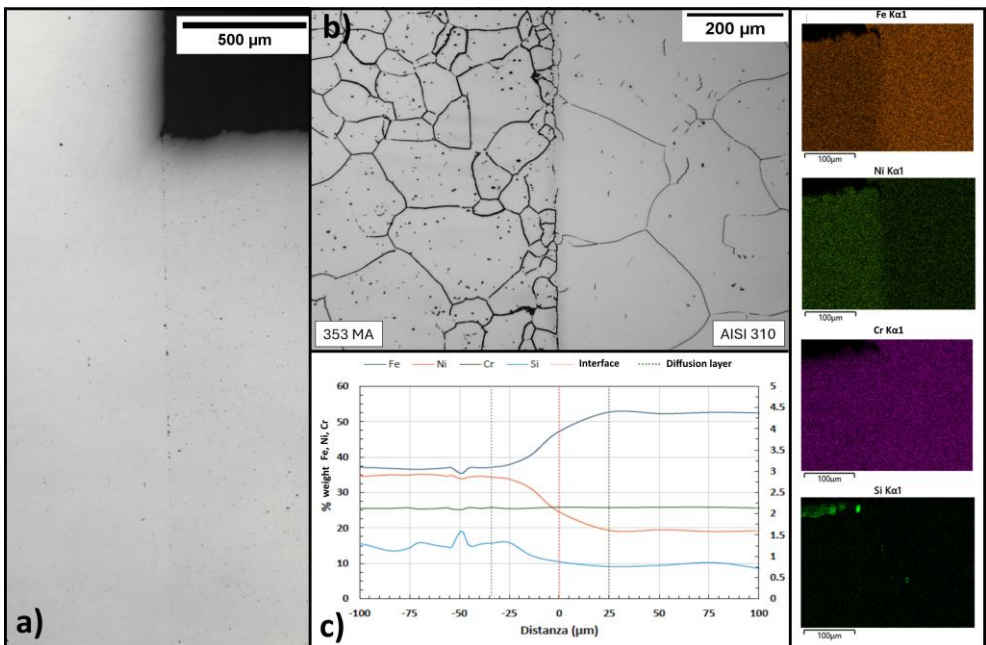 500 µm
a)
b)
200 µm
353 MA
AISI 310
Fe Ni Cr Si Interface Diffusion layer
% weight Fe, Ni, Cr
60
50
40
30
20
10
0
5
4.5
4
3.5
3
2.5
2
1.5
1
0.5
0
-100 -75 -50 -25 0 25 50 75 100
Distanza (µm)
c)
Fe Kα1
100µm
Ni Kα1
100µm
Cr Kα1
100µm
Si Kα1
100µm